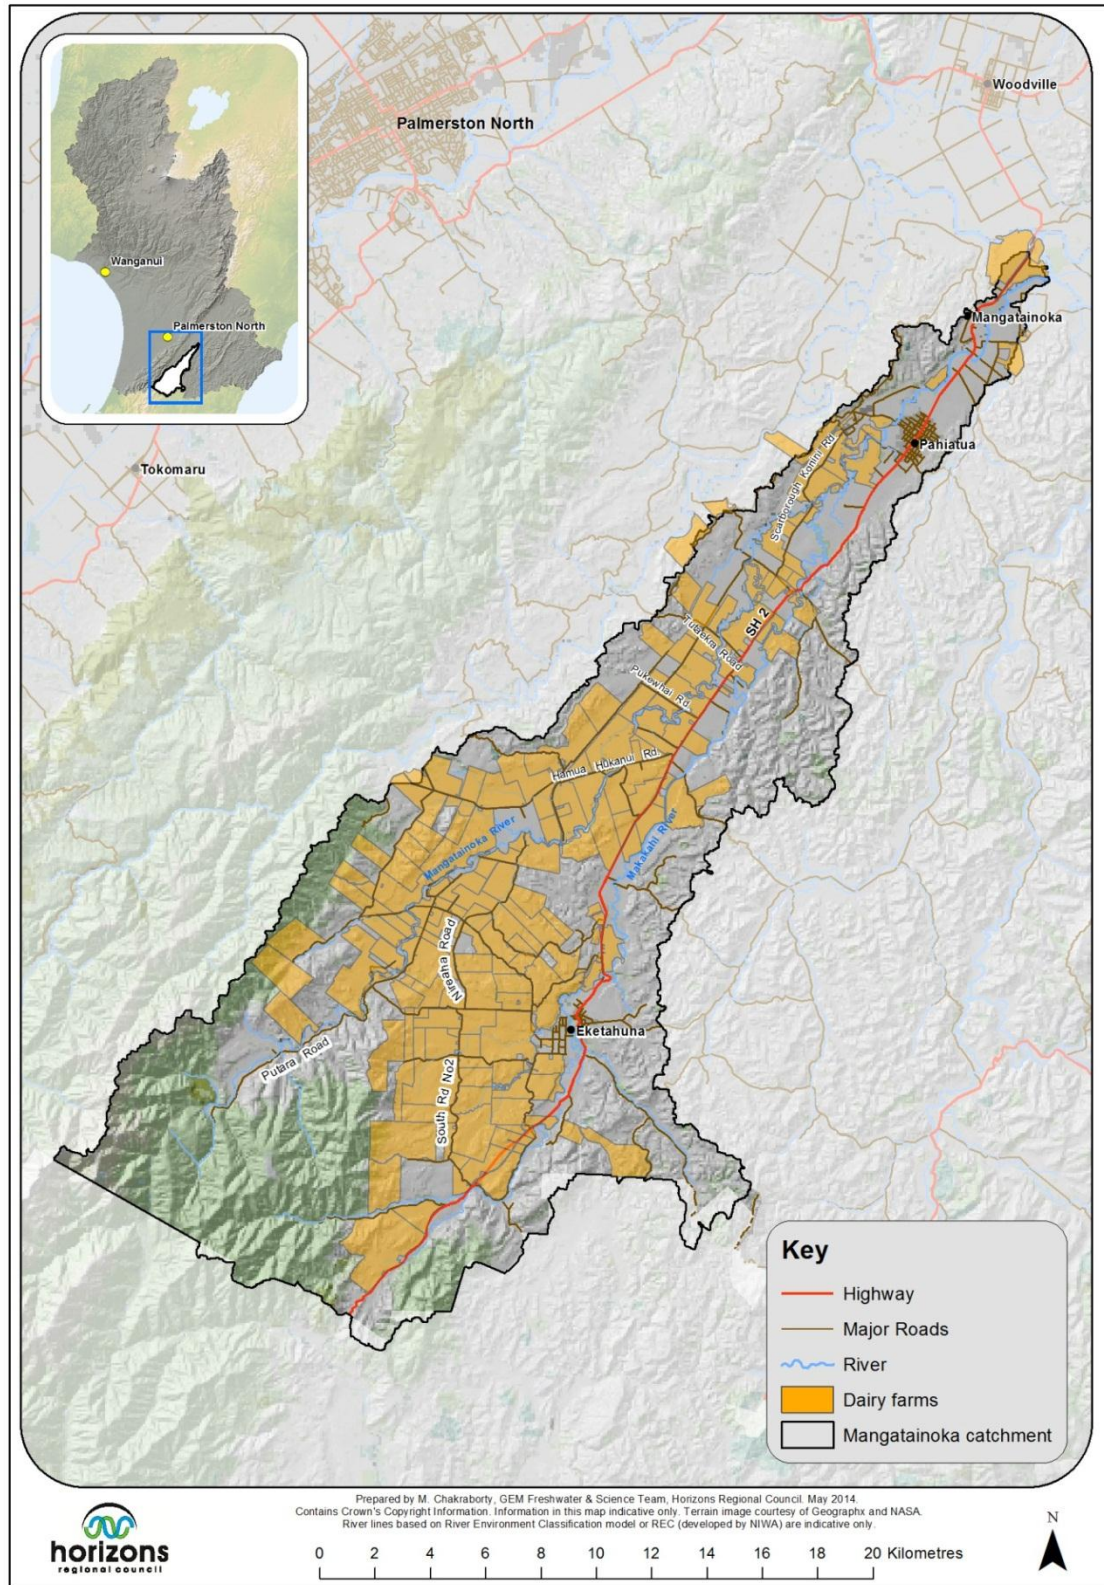 Wanganui
Palmerston North
Palmerston North
Woodville
Tokomaru
Mangatainoka
Pahiatua
Scarborough Konini Rd
SH 2
Tutaekra Road
Pukewhai Rd
Hamua Hukanui Rd.
Mangatainoka River
Makakahi River
Nireaha Road
Eketahuna
Putara Road
South Rd No2
Key
Highway
Major Roads
River
Dairy farms
Mangatainoka catchment
Prepared by M. Chakraborty, GEM Freshwater & Science Team, Horizons Regional Council. May 2014.
Contains Crown's Copyright Information. Information in this map indicative only. Terrain image courtesy of Geographx and NASA.
River lines based on River Environment Classification model or REC (developed by NIWA) are indicative only.
horizons
regional council
0 2 4 6 8 10 12 14 16 18 20 Kilometres
N